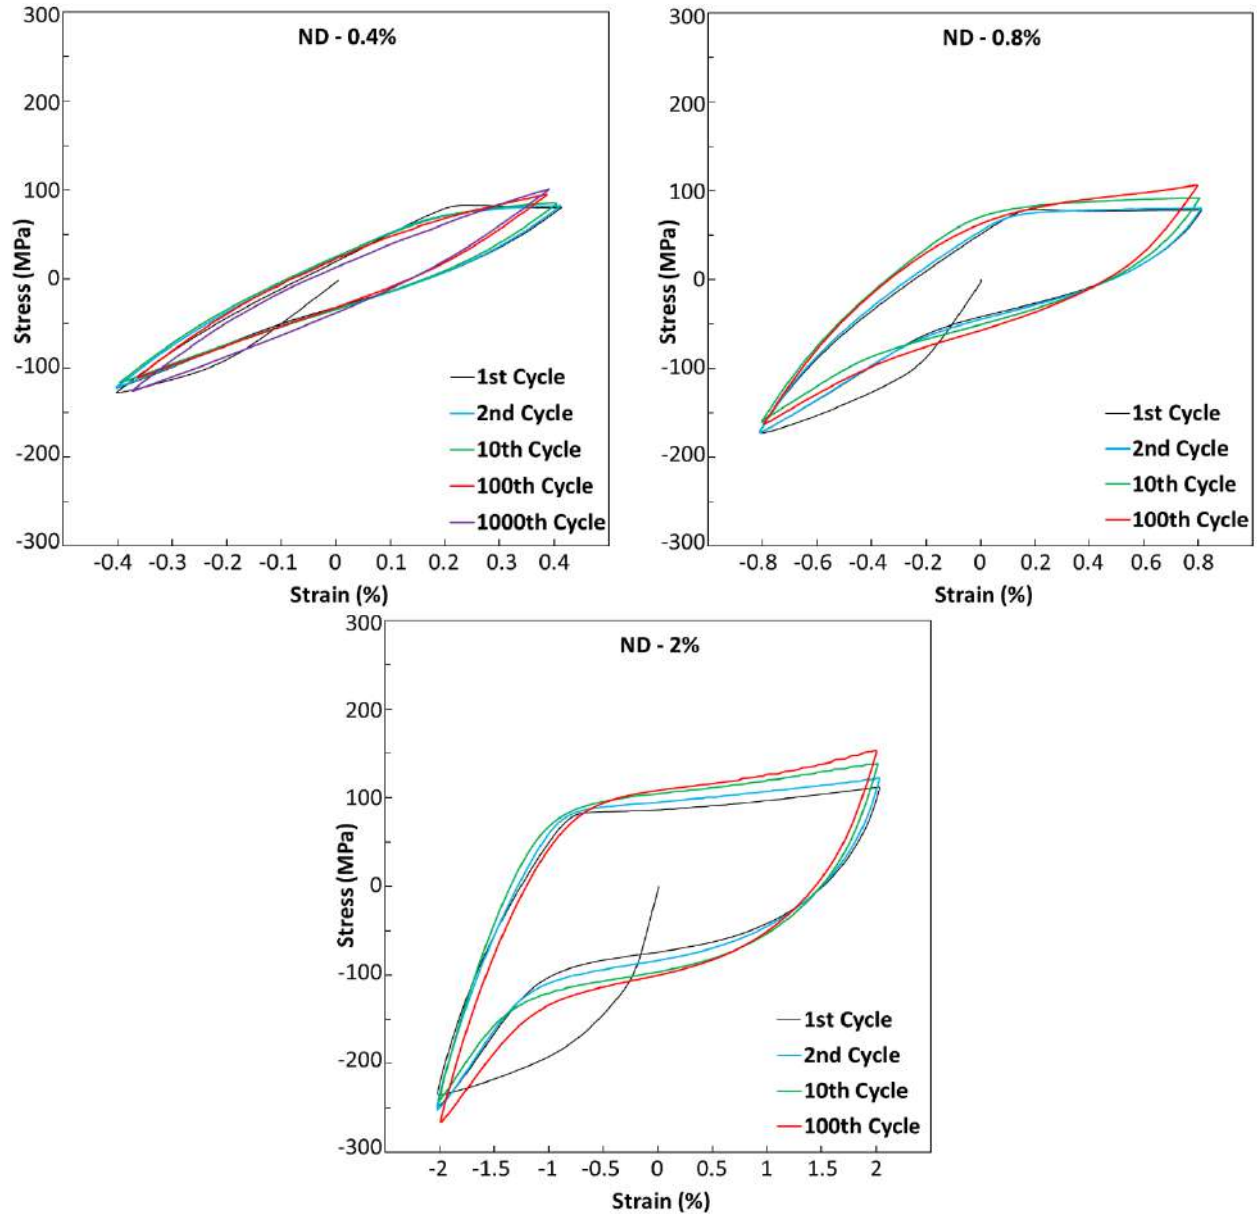 ND - 0.4%
300
200
100
0
-100
-200
-300
Stress (MPa)
1st Cycle
2nd Cycle
10th Cycle
100th Cycle
1000th Cycle
-0.4 -0.3 -0.2 -0.1 0 0.1 0.2 0.3 0.4
Strain (%)
ND - 0.8%
300
200
100
0
-100
-200
-300
Stress (MPa)
1st Cycle
2nd Cycle
10th Cycle
100th Cycle
-0.8 -0.6 -0.4 -0.2 0 0.2 0.4 0.6 0.8
Strain (%)
ND - 2%
300
200
100
0
-100
-200
-300
Stress (MPa)
1st Cycle
2nd Cycle
10th Cycle
100th Cycle
-2 -1.5 -1 -0.5 0 0.5 1 1.5 2
Strain (%)